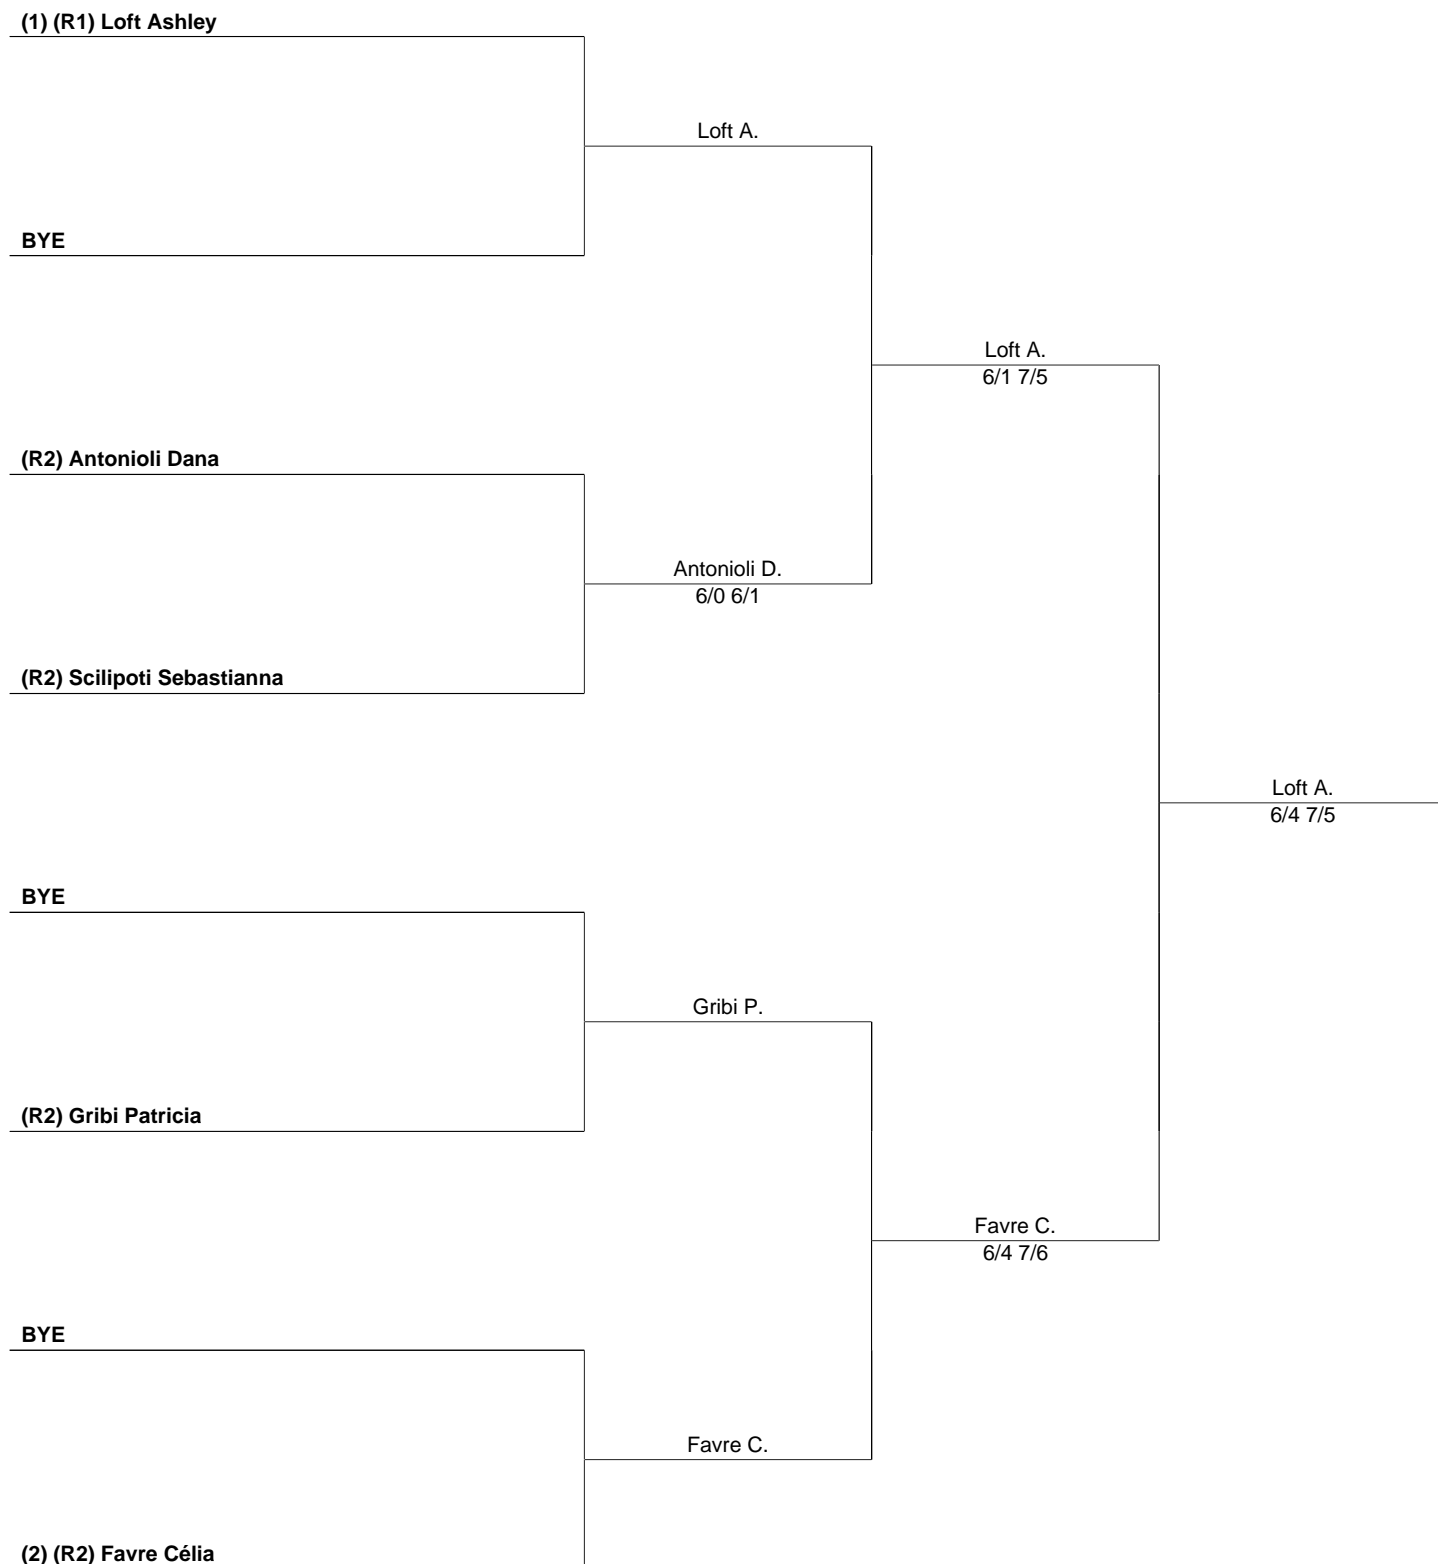 (1) (R1) Loft Ashley
Loft A.
BYE
Loft A.
6/1 7/5
(R2) Antonioli Dana
Antonioli D.
6/0 6/1
(R2) Scilipoti Sebastianna
Loft A.
6/4 7/5
BYE
Gribi P.
(R2) Gribi Patricia
Favre C.
6/4 7/6
BYE
Favre C.
(2) (R2) Favre Célia